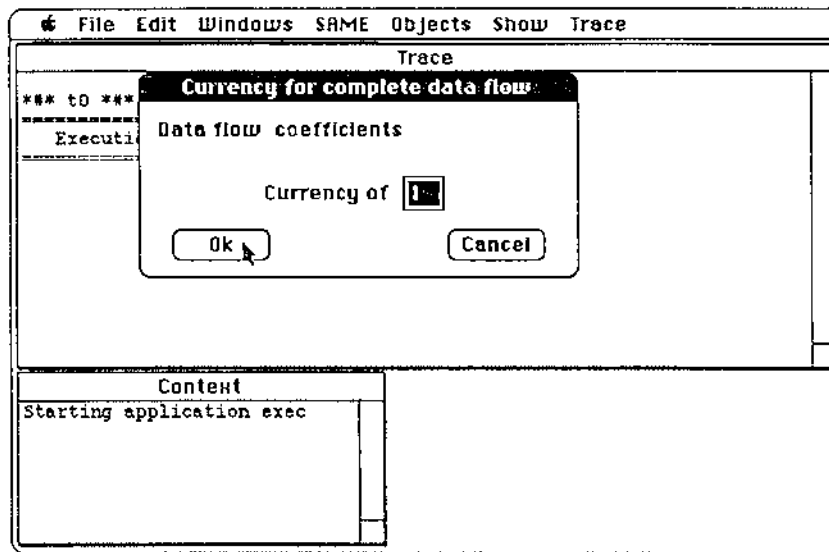 File Edit Windows SAME Objects Show Trace
Trace
*** to ***
Executi
Currency for complete data flow
Data flow coefficients
Currency of
Ok
Cancel
Context
Starting application exec